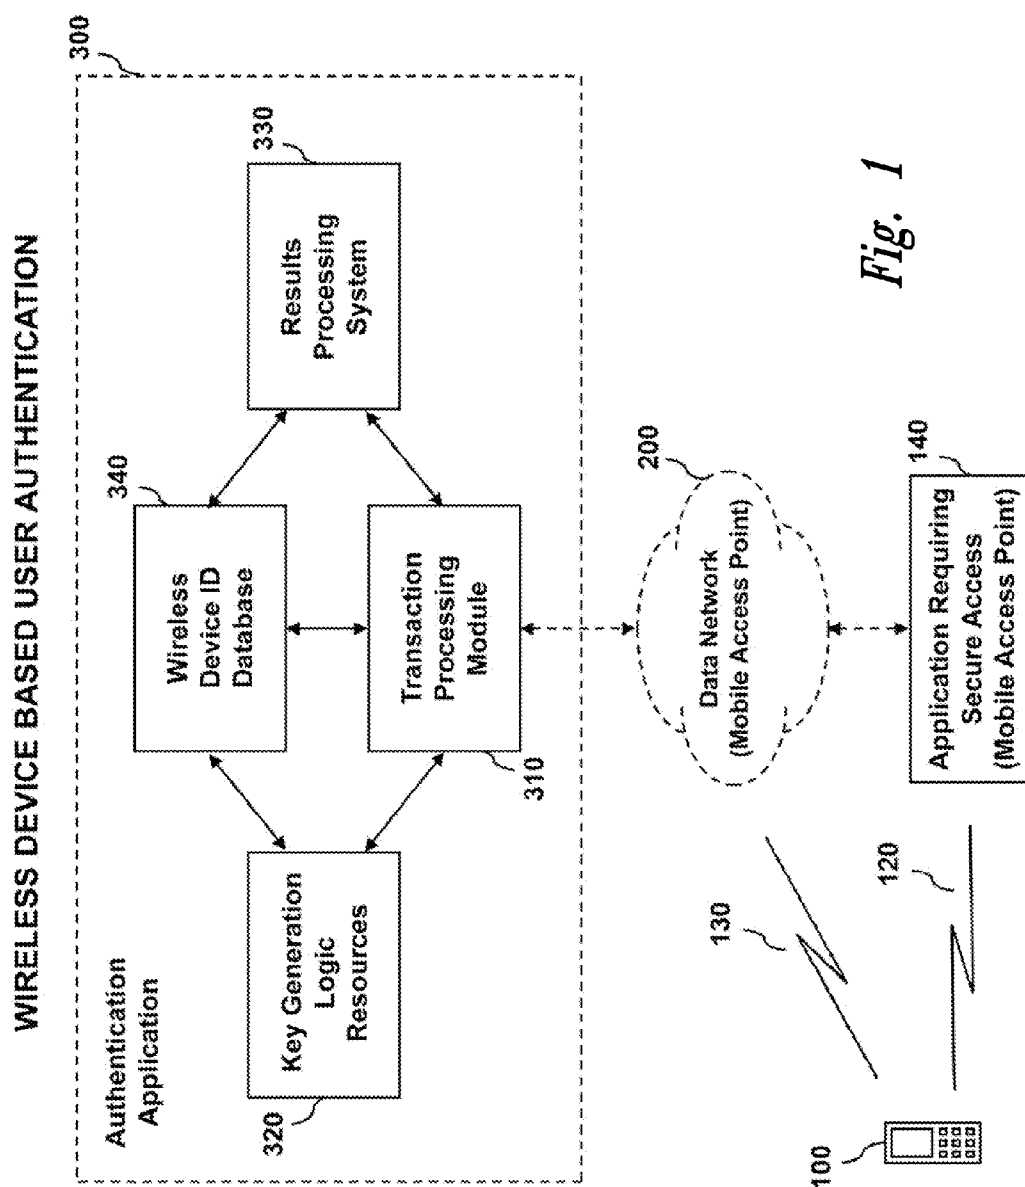 WIRELESS DEVICE BASED USER AUTHENTICATION
300
Authentication
Application
340
Wireless
Device ID
Database
330
Results
Processing
System
320
Key Generation
Logic
Resources
310
Transaction
Processing
Module
200
Data Network
(Mobile Access Point)
130
120
100
140
Application Requiring
Secure Access
(Mobile Access Point)
Fig. 1